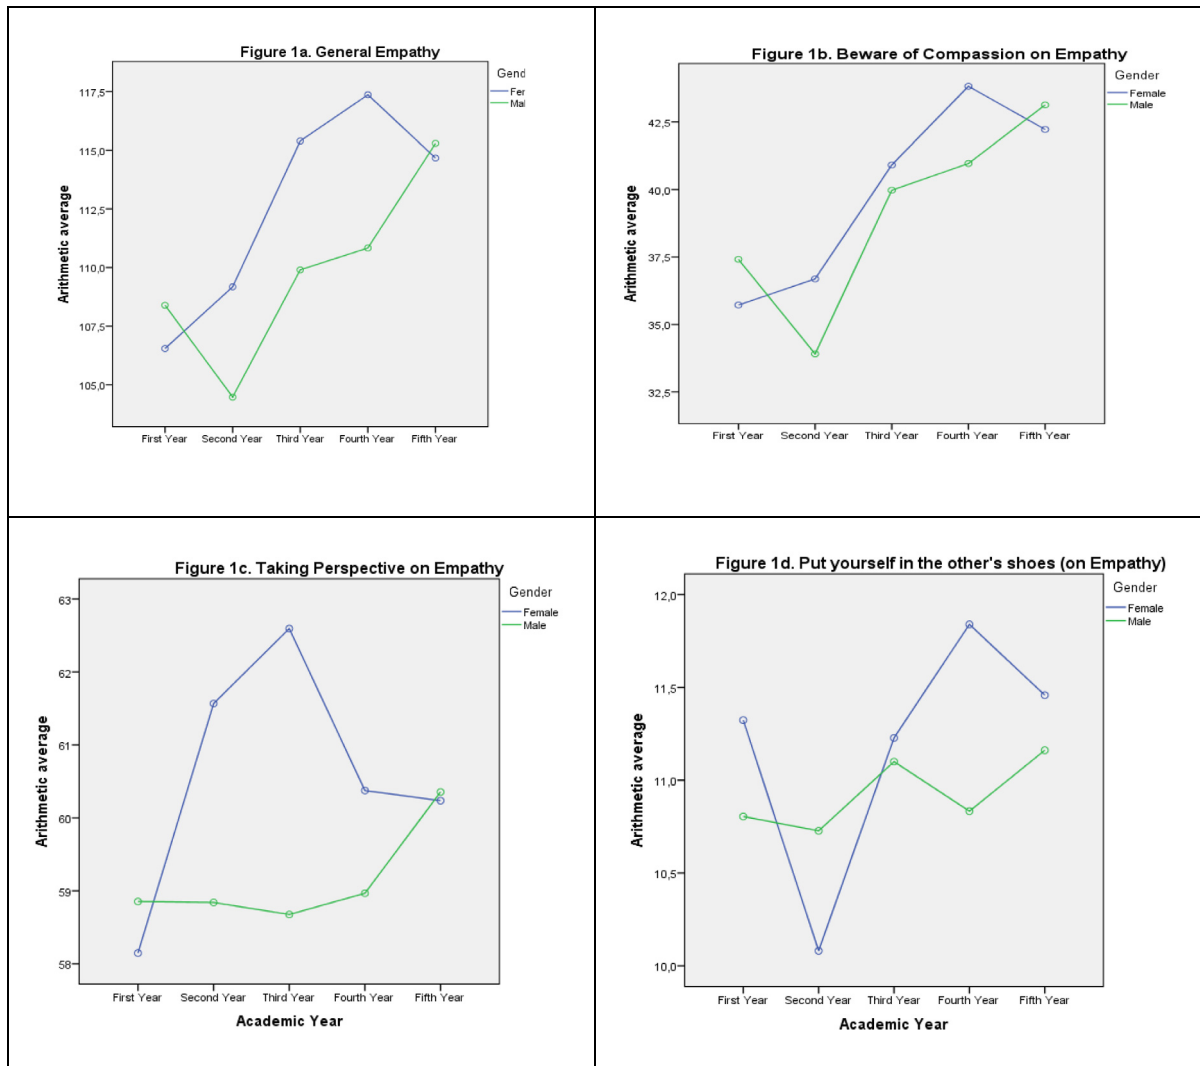 Figure 1a. General Empathy
Gend
Fer
Mal
117,5
115,0
112,5
110,0
107,5
105,0
Arithmetic average
First Year Second Year Third Year Fourth Year Fifth Year
Figure 1b. Beware of Compassion on Empathy
Gender
Female
Male
42,5
40,0
37,5
35,0
32,5
Arithmetic average
First Year Second Year Third Year Fourth Year Fifth Year
Figure 1c. Taking Perspective on Empathy
Gender
Female
Male
63
62
61
60
59
58
Arithmetic average
First Year Second Year Third Year Fourth Year Fifth Year
Academic Year
Figure 1d. Put yourself in the other's shoes (on Empathy)
Gender
Female
Male
12,0
11,5
11,0
10,5
10,0
Arithmetic average
First Year Second Year Third Year Fourth Year Fifth Year
Academic Year